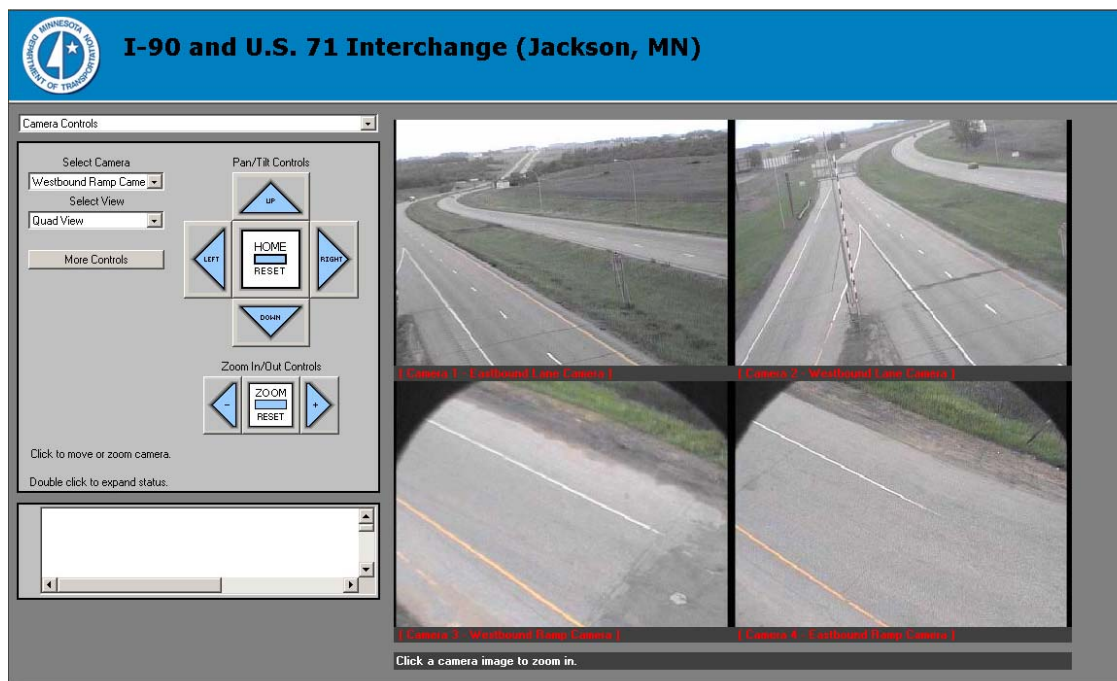 MINNESOTA
DEPARTMENT OF TRANSPORTATION
I-90 and U.S. 71 Interchange (Jackson, MN)
Camera Controls
Select Camera
Westbound Ramp Came
Select View
Quad View
More Controls
Pan/Tilt Controls
UP
LEFT
HOME
RESET
RIGHT
DOWN
Zoom In/Out Controls
-
ZOOM
RESET
+
Click to move or zoom camera.
Double click to expand status.
[ Camera 1 - Eastbound Lane Camera ]
[ Camera 2 - Westbound Lane Camera ]
[ Camera 3 - Westbound Ramp Camera ]
[ Camera 4 - Eastbound Ramp Camera ]
Click a camera image to zoom in.